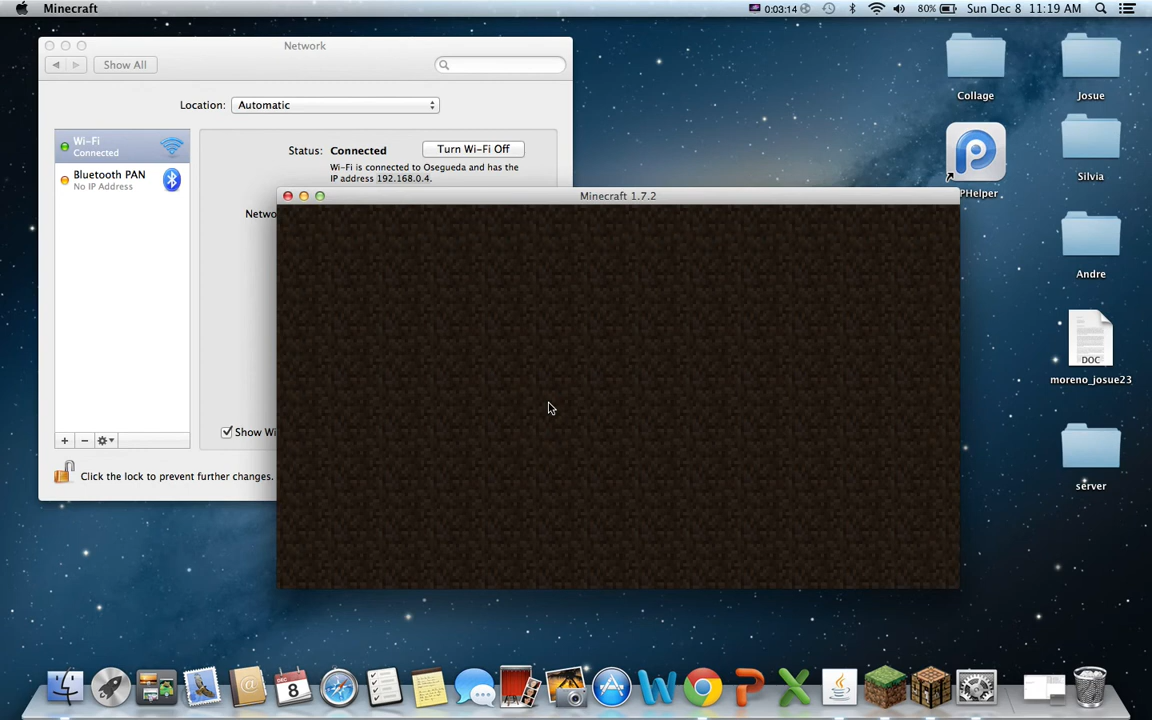 Minecraft
0:03:14
80%
Sun Dec 8 11:19 AM
Network
Show All
Location: Automatic
Wi-Fi
Connected
Bluetooth PAN
No IP Address
Status: Connected
Turn Wi-Fi Off
Wi-Fi is connected to Osegueda and has the
IP address 192.168.0.4.
Netwo
Show Wi
Click the lock to prevent further changes.
Minecraft 1.7.2
Collage
Josue
PHelper
Silvia
Andre
DOC
moreno_josue23
server
8